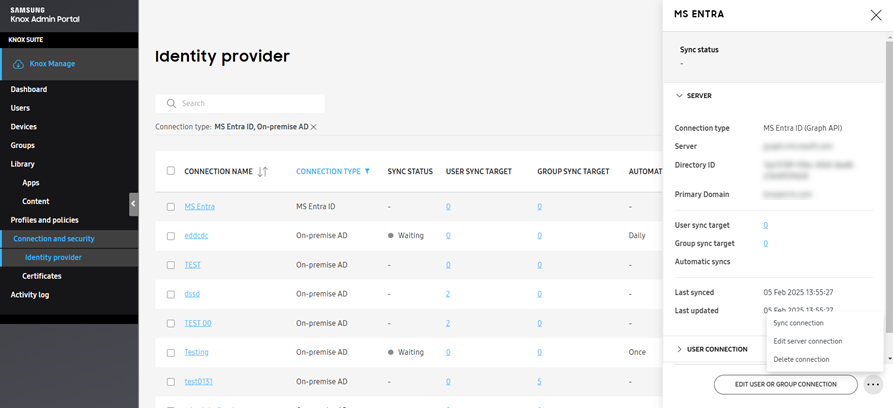 SAMSUNG
Knox Admin Portal
KNOX SUITE
Knox Manage
Dashboard
Users
Devices
Groups
Library
Apps
Content
Profiles and policies
Connection and security
Identity provider
Certificates
Activity log
Identity provider
Search
Connection type: MS Entra ID, On-premise AD
CONNECTION NAME CONNECTION TYPE SYNC STATUS USER SYNC TARGET GROUP SYNC TARGET AUTOMAT
MS Entra MS Entra ID - 0 0
eddcdc On-premise AD Waiting 0 0 Daily
TEST On-premise AD - 0 0 -
dssd On-premise AD - 2 0 -
TEST 00 On-premise AD - 2 0 -
Testing On-premise AD Waiting 0 0 Once
test0131 On-premise AD - 0 5 -
MS ENTRA
Sync status
-
SERVER
Connection type MS Entra ID (Graph API)
Server
Directory ID
Primary Domain
User sync target 0
Group sync target 0
Automatic syncs
Last synced 05 Feb 2025 13:55:27
Last updated 05 Feb 2025 13:55:27
Sync connection
Edit server connection
Delete connection
USER CONNECTION
EDIT USER OR GROUP CONNECTION